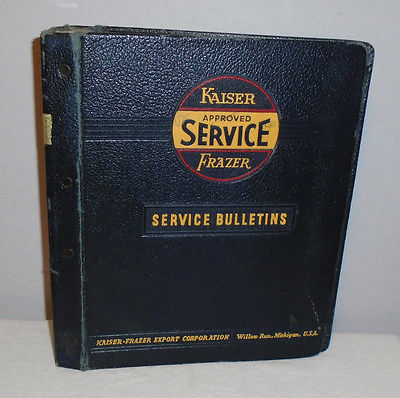 KAISER
APPROVED
SERVICE
FRAZER
SERVICE BULLETINS
KAISER-FRAZER EXPORT CORPORATION Willow Run, Michigan, U.S.A.